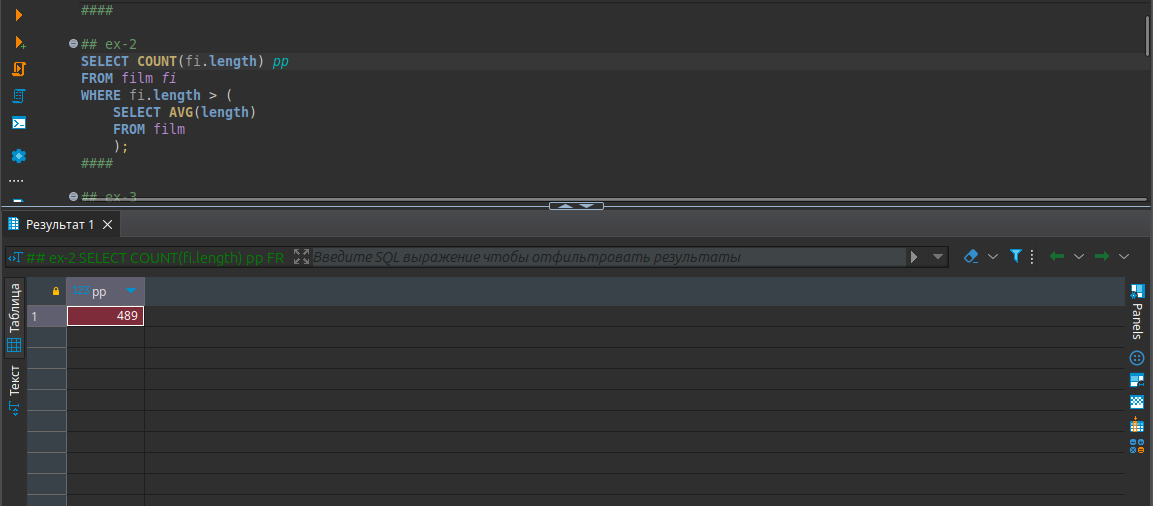 ####
## ex-2
SELECT COUNT(fi.length) pp
FROM film fi
WHERE fi.length > (
SELECT AVG(length)
FROM film
);
####
## ex-3
Результат 1
## ex-2 SELECT COUNT(fi.length) pp FR
Введите SQL выражение чтобы отфильтровать результаты
Таблица
Текст
123 pp
1
489
Panels